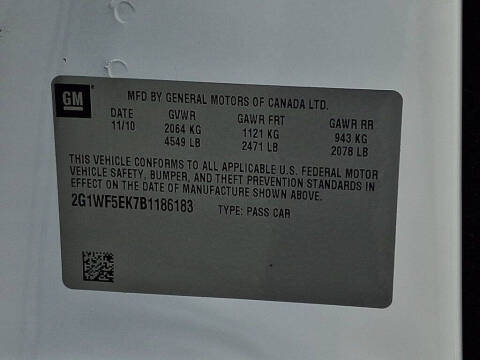 GM
MFD BY GENERAL MOTORS OF CANADA LTD.
DATE GVWR GAWR FRT GAWR RR
11/10 2064 KG 1121 KG 943 KG
4549 LB 2471 LB 2078 LB
THIS VEHICLE CONFORMS TO ALL APPLICABLE U.S. FEDERAL MOTOR
VEHICLE SAFETY, BUMPER, AND THEFT PREVENTION STANDARDS IN
EFFECT ON THE DATE OF MANUFACTURE SHOWN ABOVE.
2G1WF5EK7B1186183 TYPE: PASS CAR